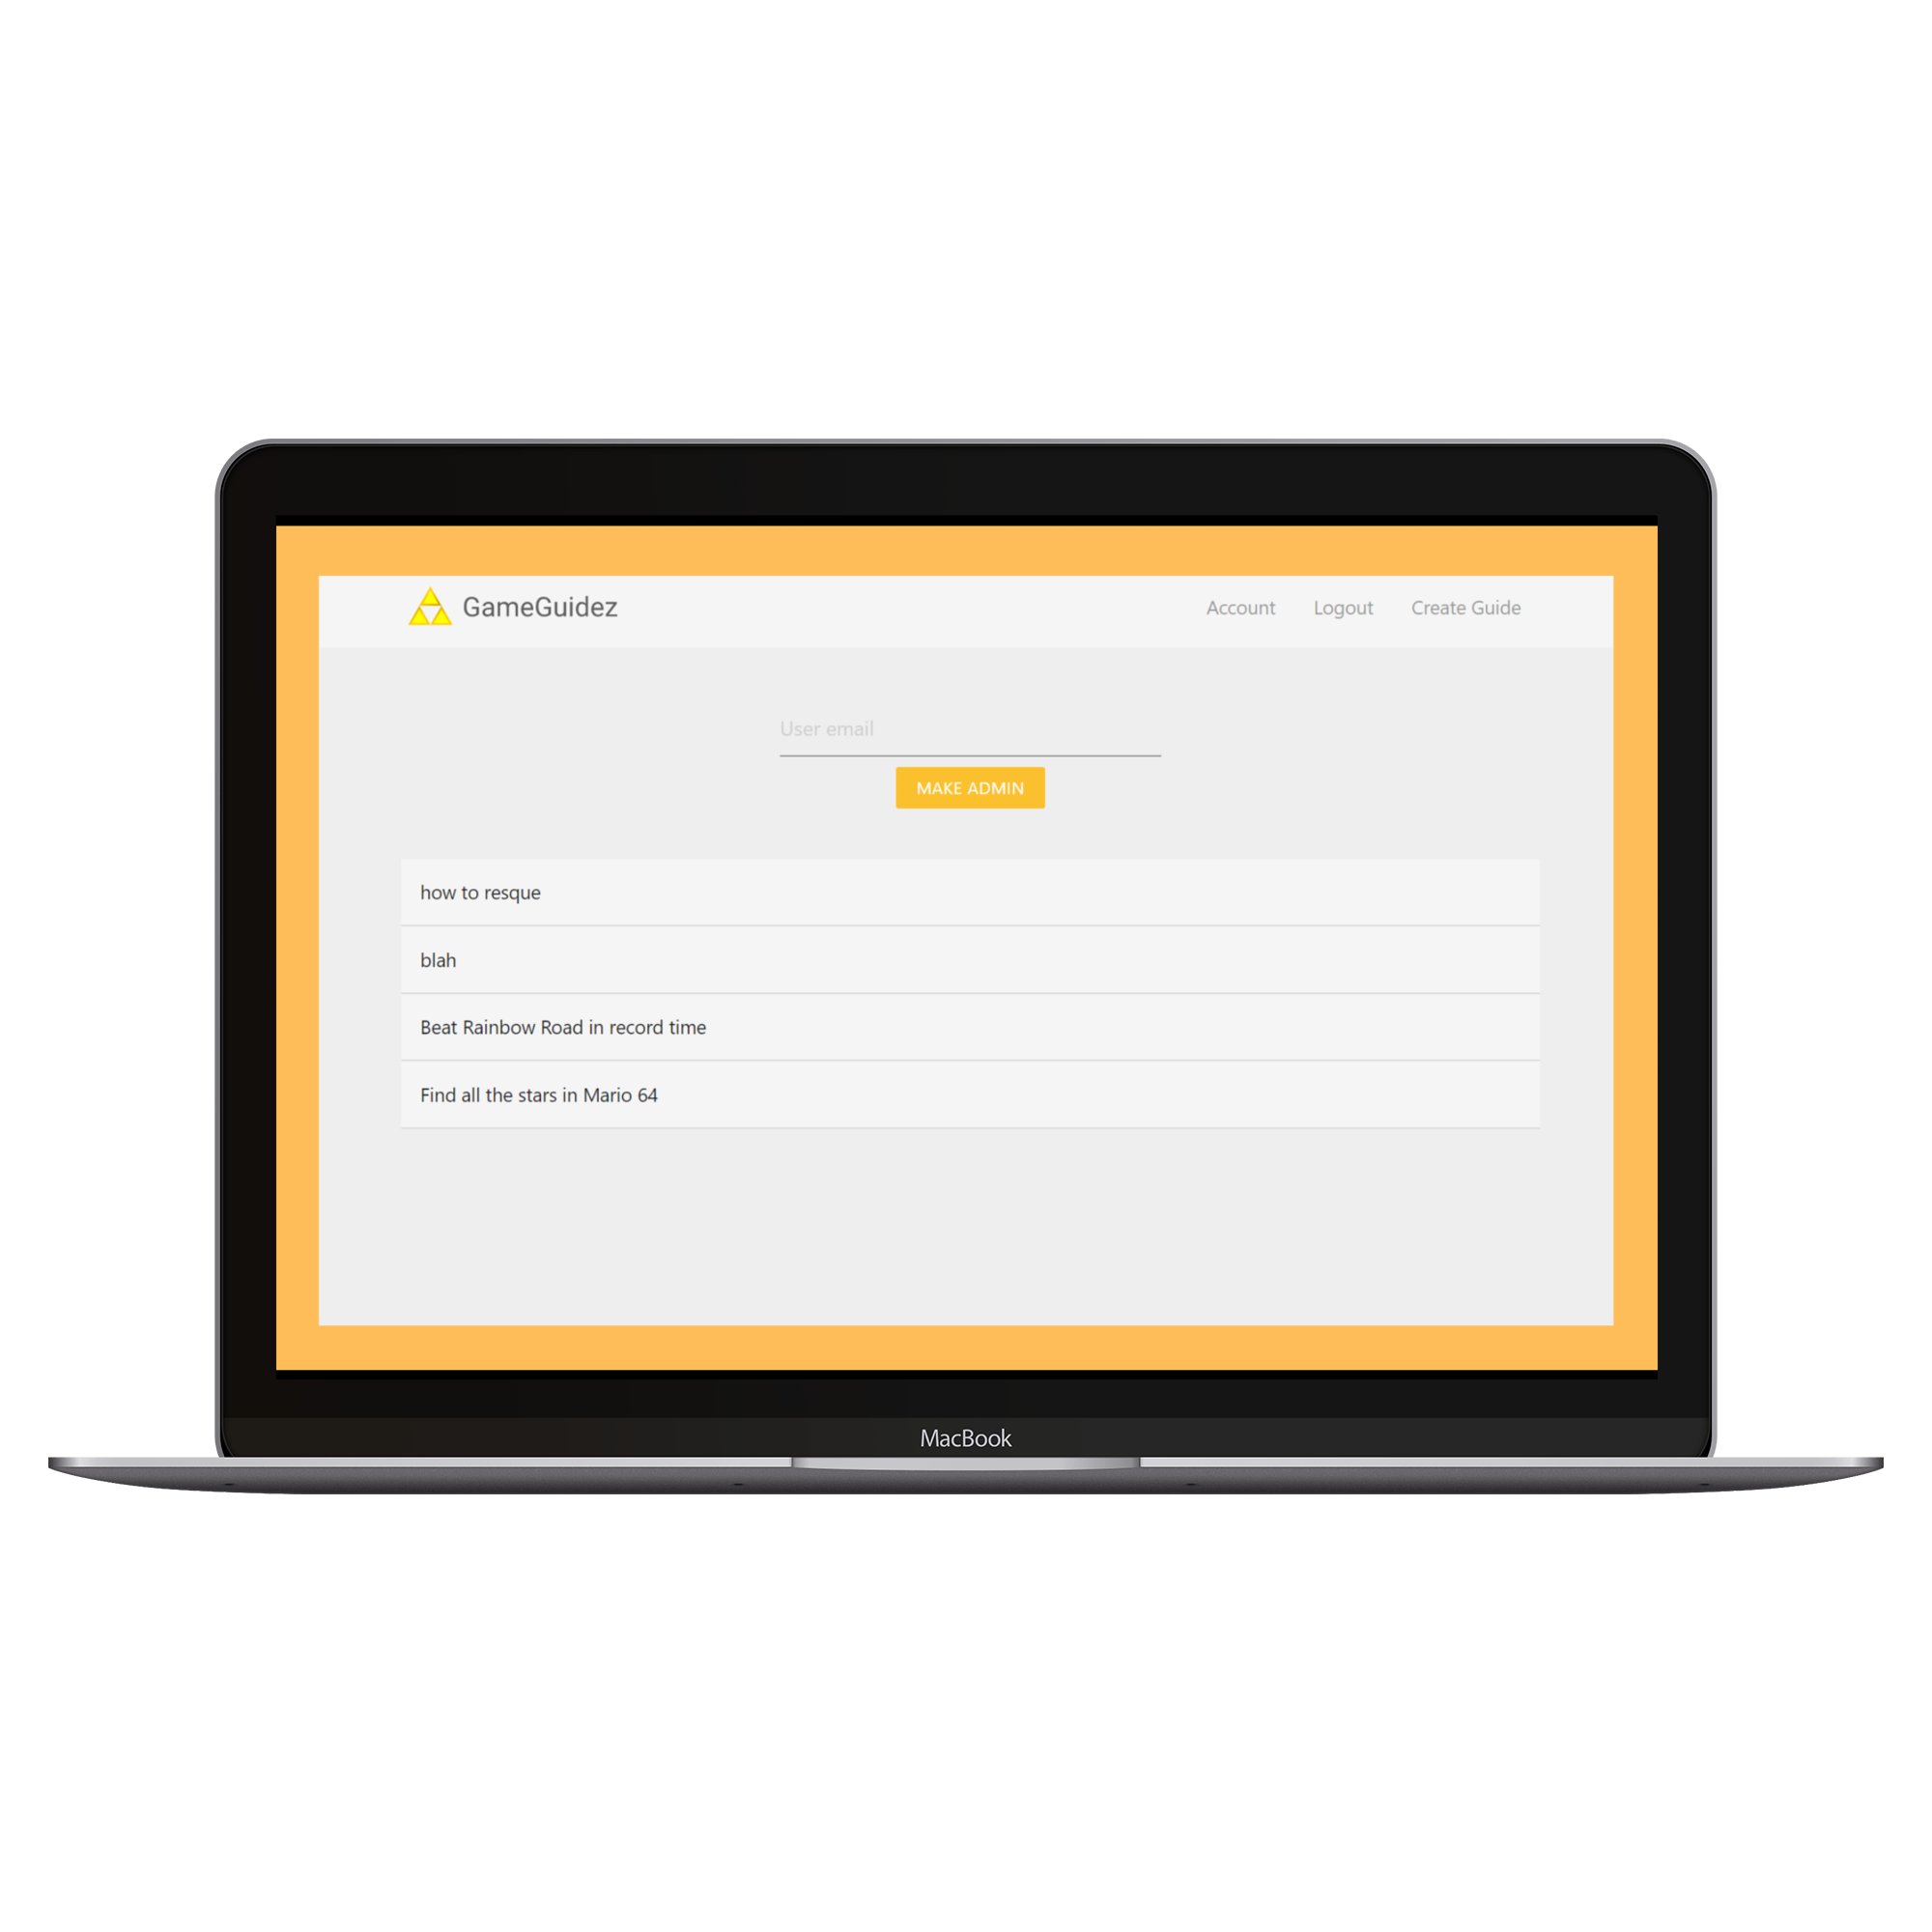 GameGuidez
Account Logout Create Guide
User email
MAKE ADMIN
how to resque
blah
Beat Rainbow Road in record time
Find all the stars in Mario 64
MacBook